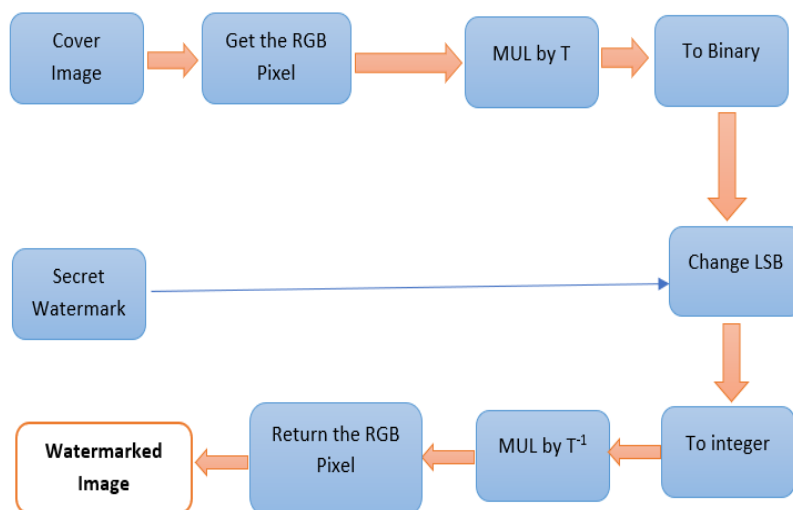 Cover
Image
Get the RGB
Pixel
MUL by T
To Binary
Secret
Watermark
Change LSB
Watermarked
Image
Return the RGB
Pixel
MUL by T⁻¹
To integer